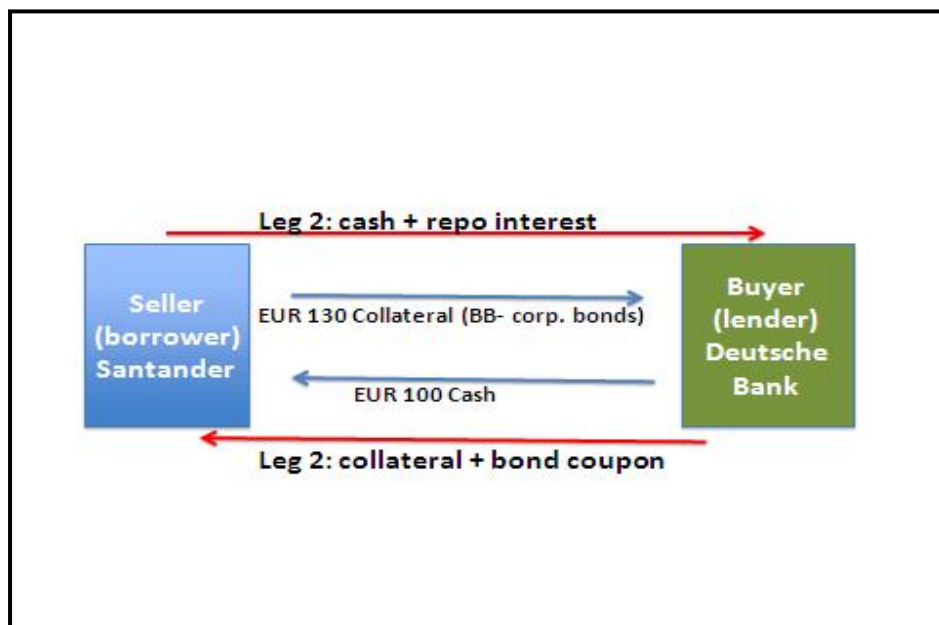 Leg 2: cash + repo interest
Seller
(borrower)
Santander
EUR 130 Collateral (BB- corp. bonds)
EUR 100 Cash
Buyer
(lender)
Deutsche
Bank
Leg 2: collateral + bond coupon